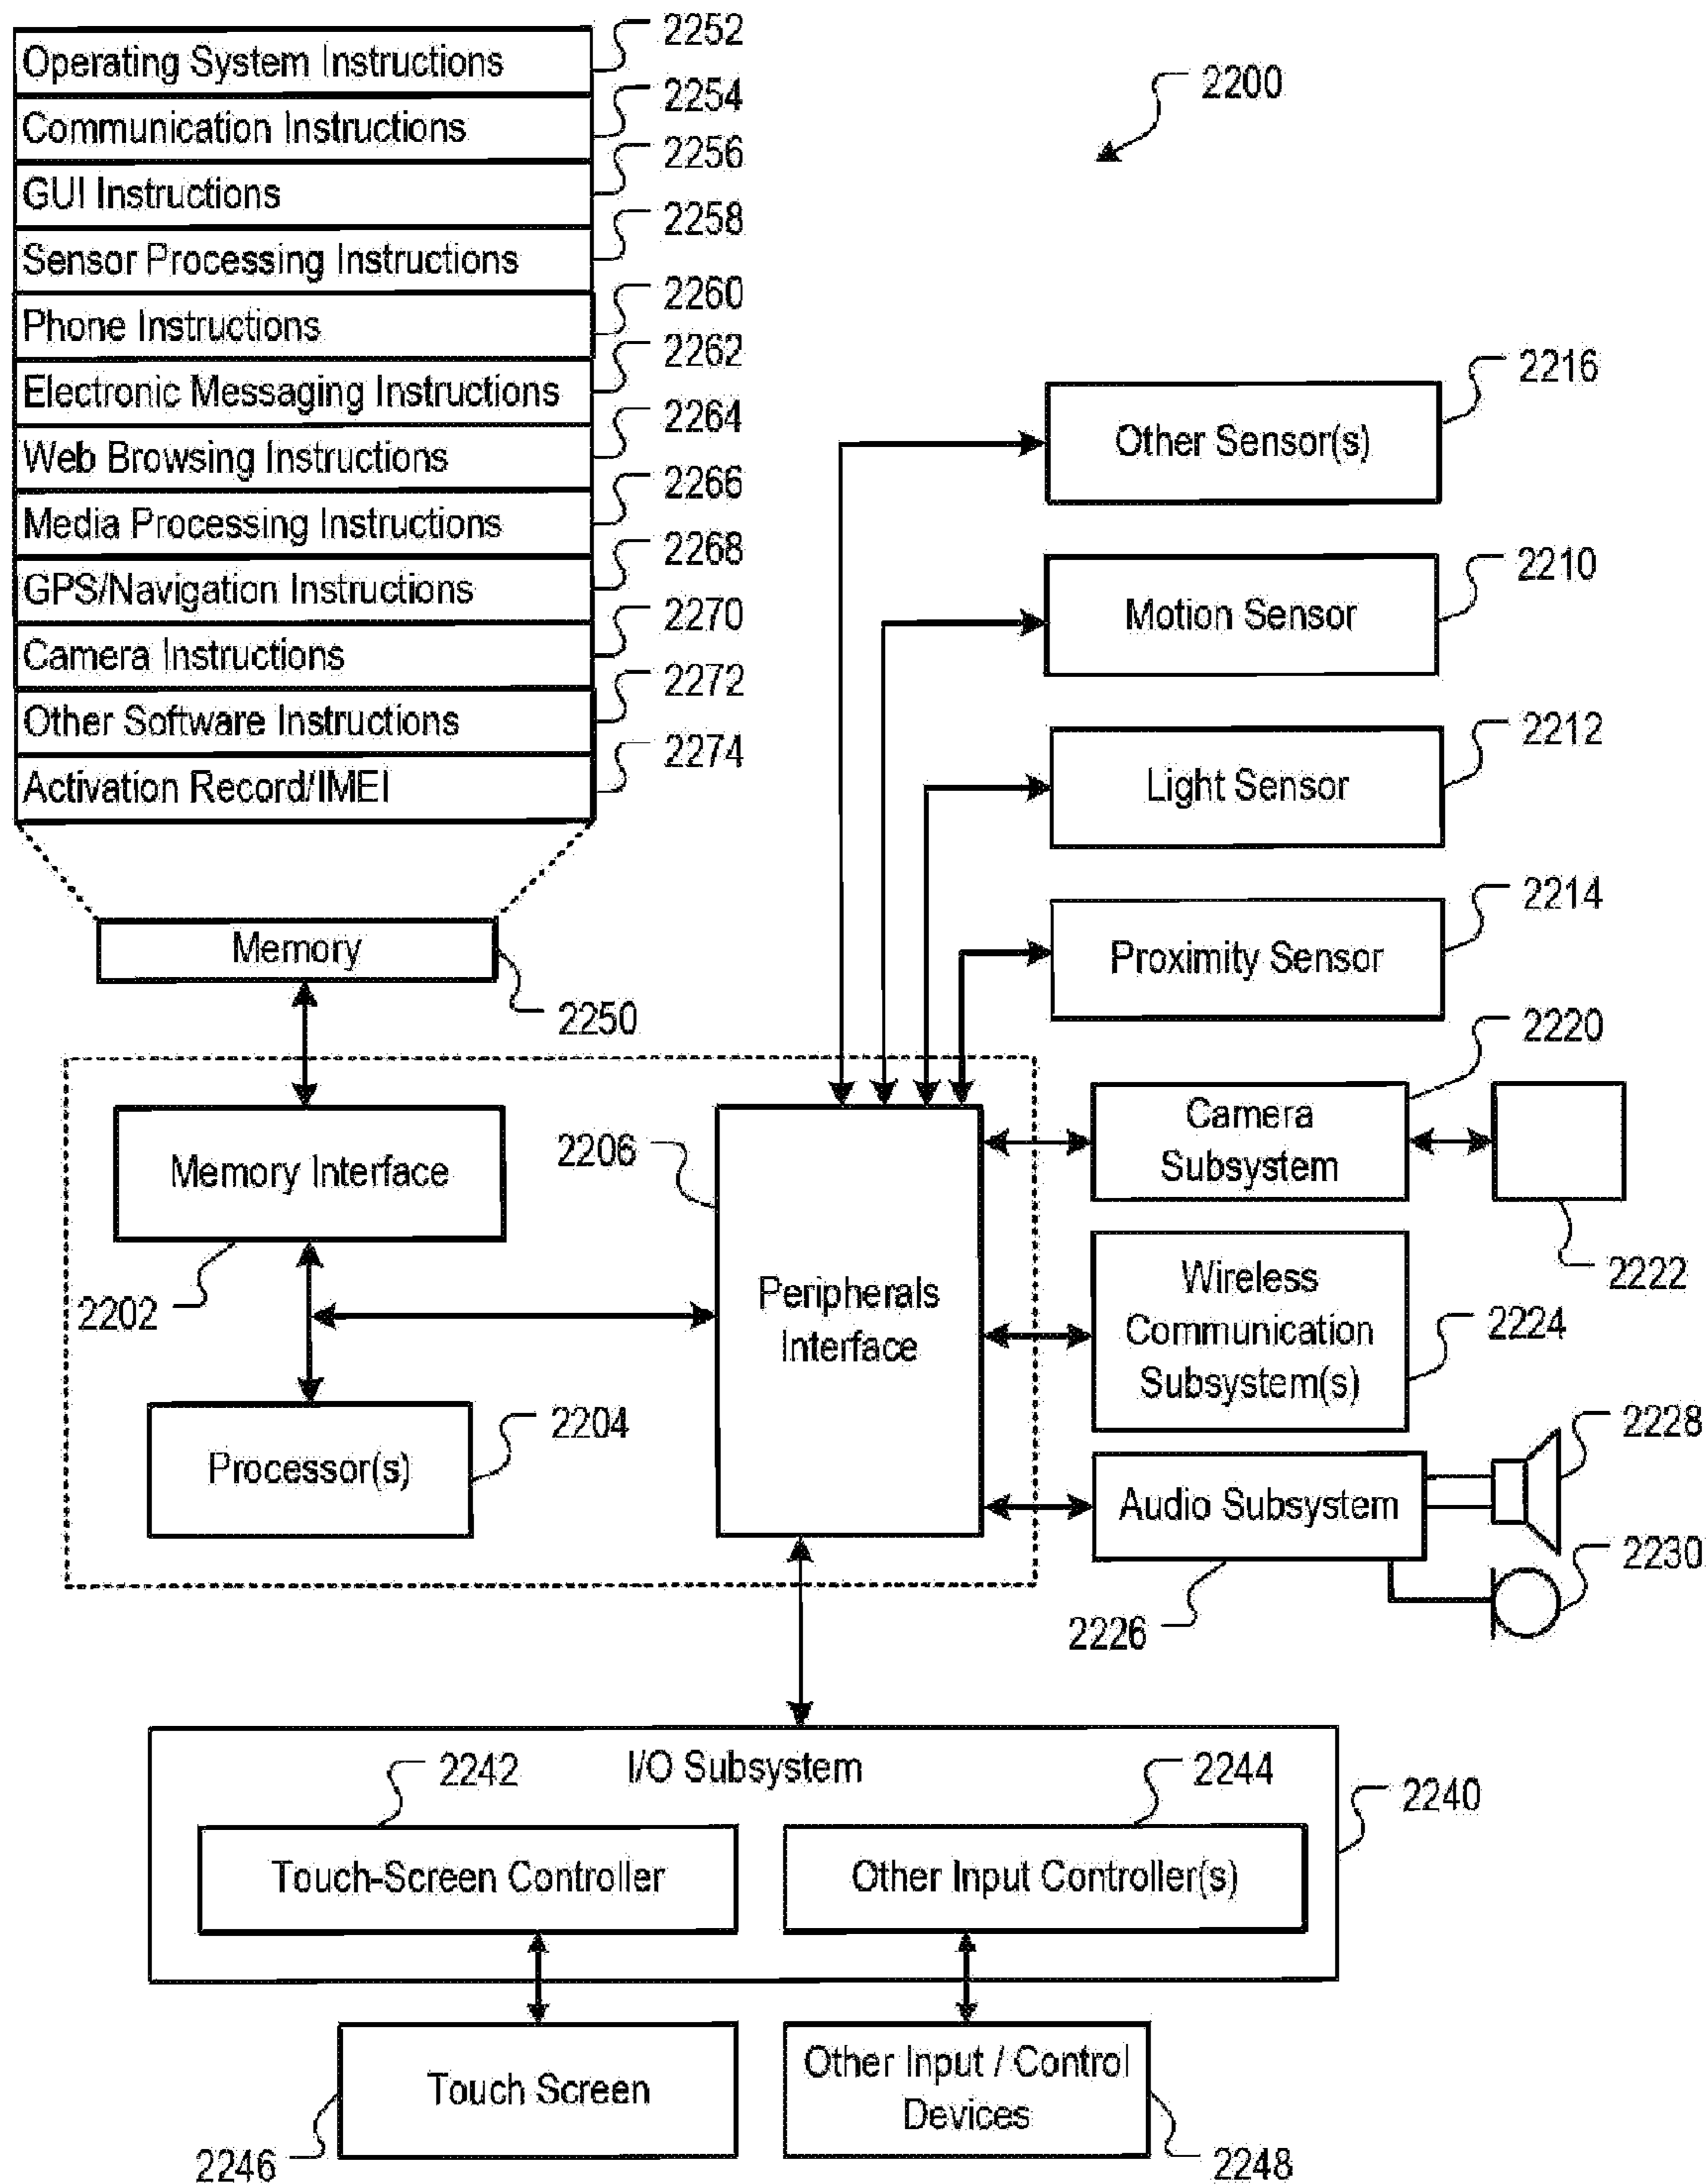 Operating System Instructions
2252
Communication Instructions
2254
GUI Instructions
2256
Sensor Processing Instructions
2258
Phone Instructions
2260
Electronic Messaging Instructions
2262
Web Browsing Instructions
2264
Media Processing Instructions
2266
GPS/Navigation Instructions
2268
Camera Instructions
2270
Other Software Instructions
2272
Activation Record/IMEI
2274
Memory
2250
2200
Other Sensor(s)
2216
Motion Sensor
2210
Light Sensor
2212
Proximity Sensor
2214
Memory Interface
2202
Processor(s)
2204
2206
Peripherals
Interface
Camera
Subsystem
2220
2222
Wireless
Communication
Subsystem(s)
2224
Audio Subsystem
2226
2228
2230
I/O Subsystem
2240
2242
Touch-Screen Controller
2244
Other Input Controller(s)
Touch Screen
2246
Other Input / Control
Devices
2248